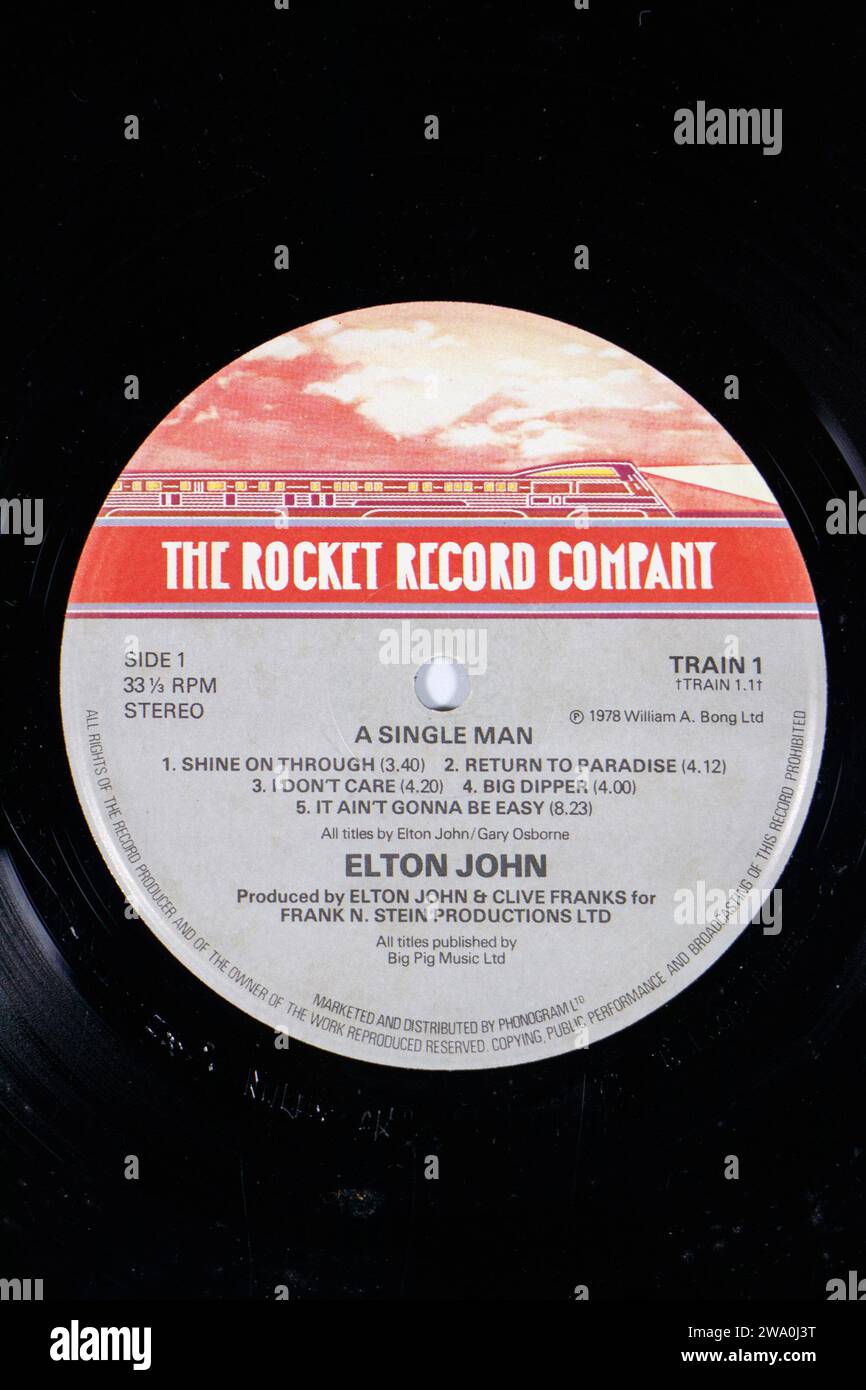 THE ROCKET RECORD COMPANY
SIDE 1
33 ⅓ RPM
STEREO
TRAIN 1
†TRAIN 1.1†
℗ 1978 William A. Bong Ltd
A SINGLE MAN
1. SHINE ON THROUGH (3.40) 2. RETURN TO PARADISE (4.12)
3. I DON'T CARE (4.20) 4. BIG DIPPER (4.00)
5. IT AIN'T GONNA BE EASY (8.23)
All titles by Elton John/Gary Osborne
ELTON JOHN
Produced by ELTON JOHN & CLIVE FRANKS for
FRANK N. STEIN PRODUCTIONS LTD
All titles published by
Big Pig Music Ltd
MARKETED AND DISTRIBUTED BY PHONOGRAM LTD
ALL RIGHTS OF THE RECORD PRODUCER AND OF THE OWNER OF THE WORK REPRODUCED RESERVED. COPYING, PUBLIC PERFORMANCE AND BROADCASTING OF THIS RECORD PROHIBITED
alamy
a
alamy
Image ID: 2WA0J3T
www.alamy.com